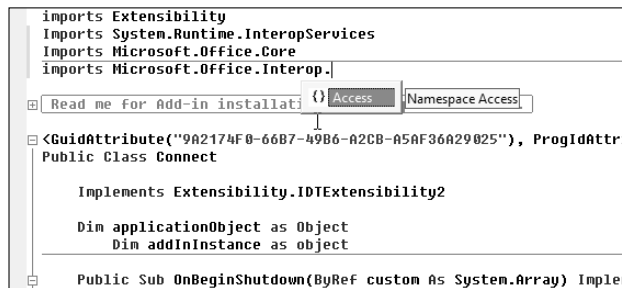 imports Extensibility
Imports System.Runtime.InteropServices
Imports Microsoft.Office.Core
imports Microsoft.Office.Interop.
{} Access Namespace Access
Read me for Add-in installati
<GuidAttribute("9A2174F0-66B7-49B6-A2CB-A5AF36A29025"), ProgIdAttr
Public Class Connect
Implements Extensibility.IDTExtensibility2
Dim applicationObject as Object
Dim addInInstance as object
Public Sub OnBeginShutdown(ByRef custom As System.Array) Imple